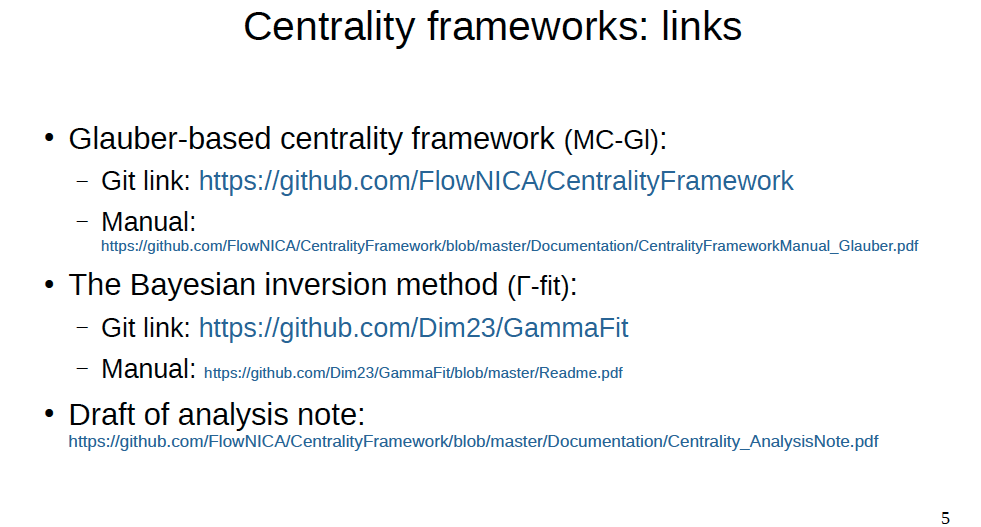 Centrality frameworks: links
• Glauber-based centrality framework (MC-Gl):
– Git link: https://github.com/FlowNICA/CentralityFramework
– Manual:
https://github.com/FlowNICA/CentralityFramework/blob/master/Documentation/CentralityFrameworkManual_Glauber.pdf
• The Bayesian inversion method (Γ-fit):
– Git link: https://github.com/Dim23/GammaFit
– Manual: https://github.com/Dim23/GammaFit/blob/master/Readme.pdf
• Draft of analysis note:
https://github.com/FlowNICA/CentralityFramework/blob/master/Documentation/Centrality_AnalysisNote.pdf
5